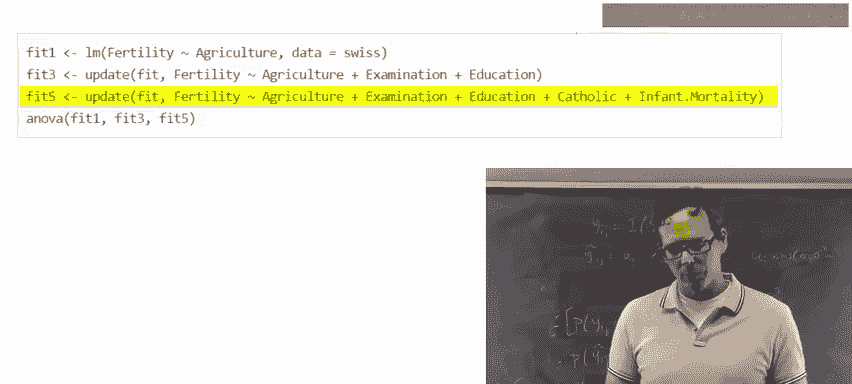 fit1 <- lm(Fertility ~ Agriculture, data = swiss)
fit3 <- update(fit, Fertility ~ Agriculture + Examination + Education)
fit5 <- update(fit, Fertility ~ Agriculture + Examination + Education + Catholic + Infant.Mortality)
anova(fit1, fit3, fit5)